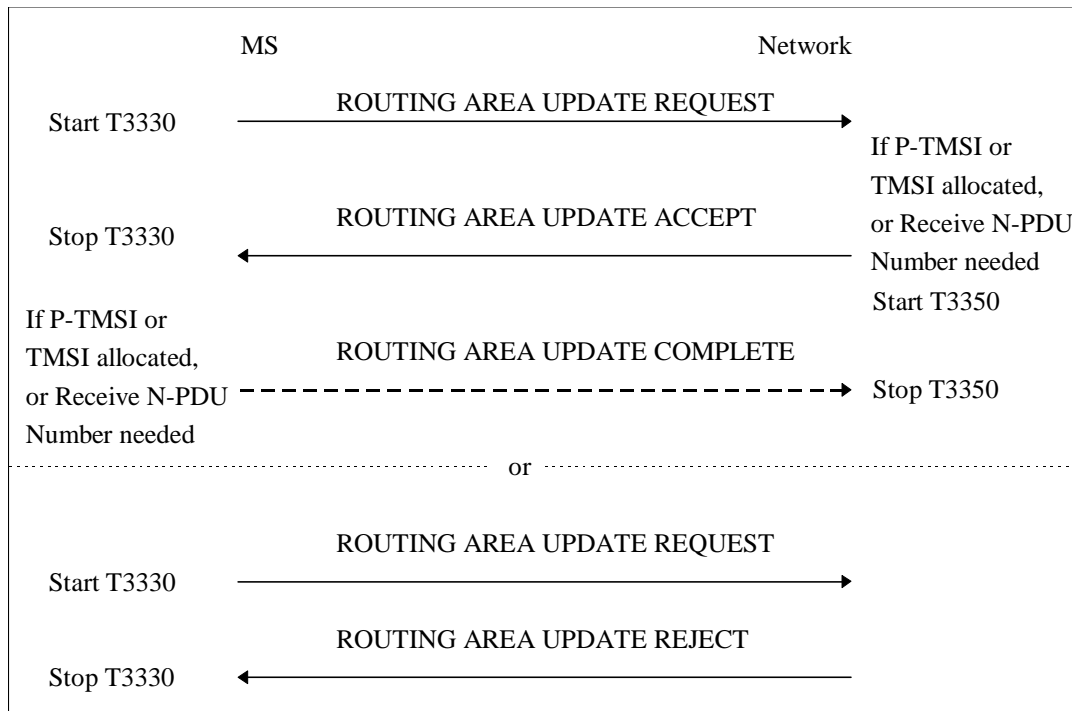 MS
Network
ROUTING AREA UPDATE REQUEST
Start T3330
If P-TMSI or
TMSI allocated,
or Receive N-PDU
Number needed
Start T3350
ROUTING AREA UPDATE ACCEPT
Stop T3330
If P-TMSI or
TMSI allocated,
or Receive N-PDU
Number needed
ROUTING AREA UPDATE COMPLETE
Stop T3350
or
ROUTING AREA UPDATE REQUEST
Start T3330
ROUTING AREA UPDATE REJECT
Stop T3330